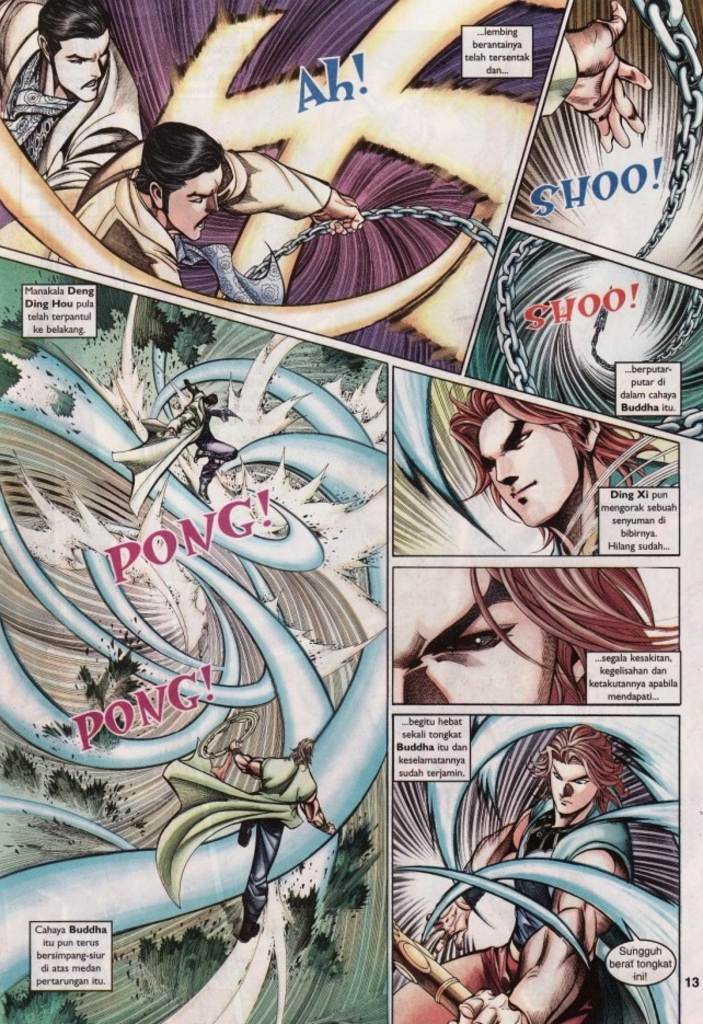 ...lembing
berantainya
telah tersentak
dan...
Ah!
SHOO!
SHOO!
...berputar-
putar di
dalam cahaya
Buddha itu.
Manakala Deng
Ding Hou pula
telah terpantul
ke belakang.
PONG!
PONG!
Cahaya Buddha
itu pun terus
bersimpang-siur
di atas medan
pertarungan itu.
Ding Xi pun
mengorak sebuah
senyuman di
bibirnya.
Hilang sudah...
...segala kesakitan,
kegelisahan dan
ketakutannya apabila
mendapati...
...begitu hebat
sekali tongkat
Buddha itu dan
keselamatannya
sudah terjamin.
Sungguh
berat tongkat
ini!
13